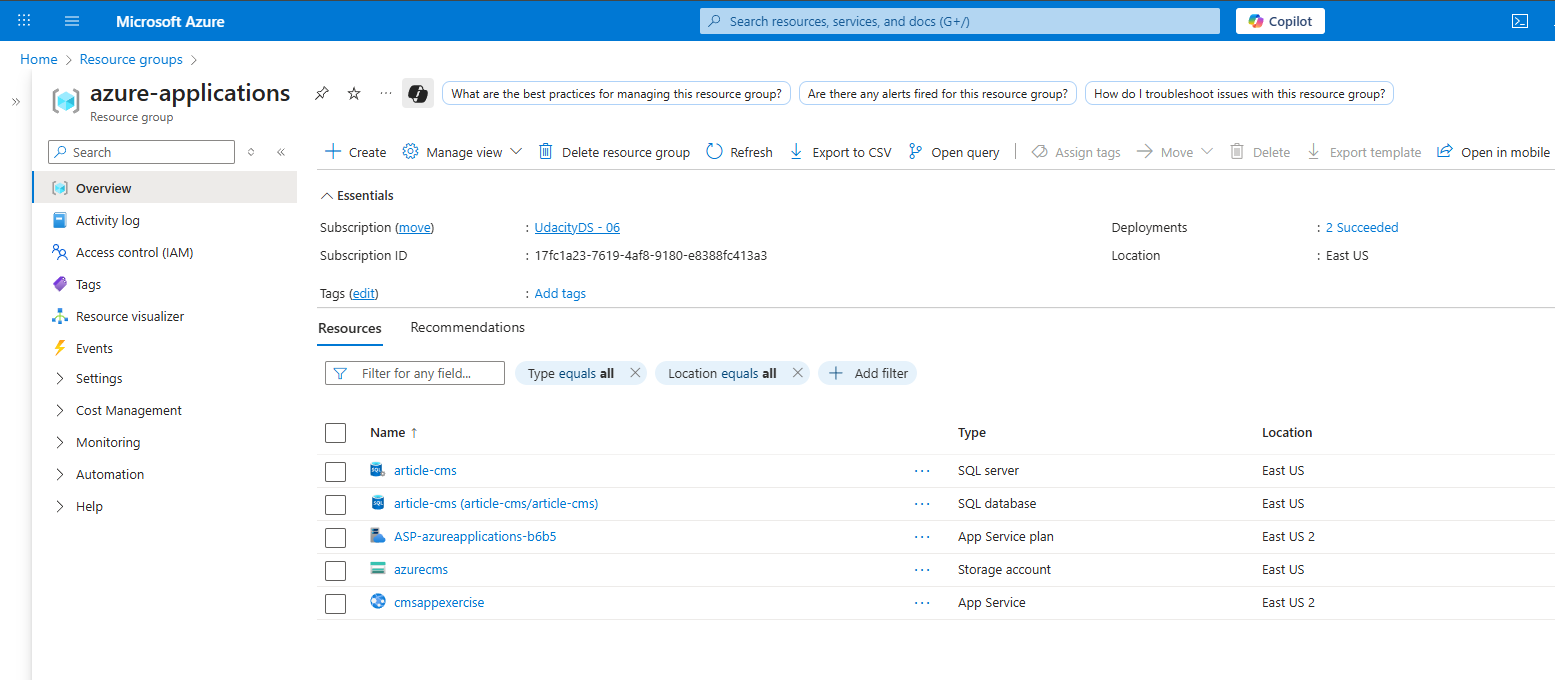 Microsoft Azure
Search resources, services, and docs (G+/)
Copilot
Home > Resource groups >
azure-applications
Resource group
What are the best practices for managing this resource group?
Are there any alerts fired for this resource group?
How do I troubleshoot issues with this resource group?
Search
Overview
Activity log
Access control (IAM)
Tags
Resource visualizer
Events
Settings
Cost Management
Monitoring
Automation
Help
Create Manage view Delete resource group Refresh Export to CSV Open query Assign tags Move Delete Export template Open in mobile
Essentials
Subscription (move) : UdacityDS - 06
Deployments : 2 Succeeded
Subscription ID : 17fc1a23-7619-4af8-9180-e8388fc413a3
Location : East US
Tags (edit) : Add tags
Resources Recommendations
Filter for any field... Type equals all Location equals all Add filter
Name ↑ Type Location
article-cms SQL server East US
article-cms (article-cms/article-cms) SQL database East US
ASP-azureapplications-b6b5 App Service plan East US 2
azurecms Storage account East US
cmsappexercise App Service East US 2